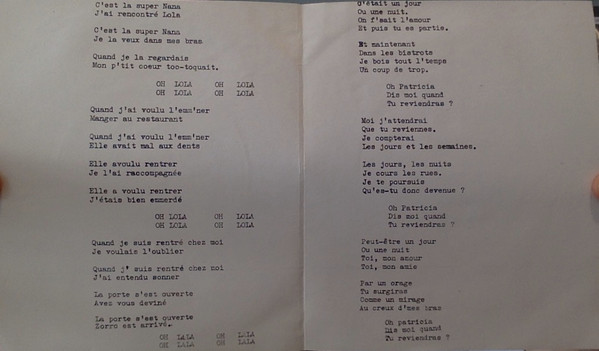 C'est la super Nana
J'ai rencontré Lola
C'est la super Nana
Je la veux dans mes bras
Quand je la regardais
Mon p'tit coeur toc-toquait.
OH LOLA OH LOLA
OH LOLA OH LOLA
Quand j'ai voulu l'emm'ner
Manger au restaurant
Quand j'ai voulu l'emm'ner
Elle avait mal aux dents
Elle avoulu rentrer
Je l'ai raccompagnée
Elle a voulu rentrer
J'étais bien emmerdé
OH LOLA OH LOLA
OH LOLA OH LOLA
Quand je suis rentré chez moi
Je voulais l'oublier
Quand j' suis rentré chez moi
J'ai entendu sonner
La porte s'est ouverte
Avez vous deviné
La porte s'est ouverte
Zorro est arrivé.
OH LALA OH LALA
OH LALA OH LALA
C'était un jour
Ou une nuit.
On f'sait l'amour
Et puis tu es partie.
Et maintenant
Dans les bistrots
Je bois tout l'temps
Un coup de trop.
Oh Patricia
Dis moi quand
Tu reviendras ?
Moi j'attendrai
Que tu reviennes.
Je compterai
Les jours et les semaines.
Les jours, les nuits
Je cours les rues.
Je te poursuis
Qu'es-tu donc devenue ?
Oh Patricia
Dis moi quand
Tu reviendras ?
Peut-être un jour
Ou une nuit
Toi, mon amour
Toi, mon amie
Par un orage
Tu surgiras
Comme un mirage
Au creux d'mes bras
Oh patricia
Dis moi quand
Tu reviendras ?